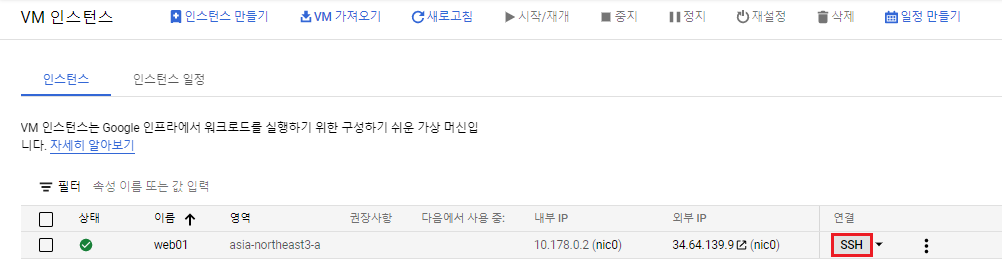 VM 인스턴스 인스턴스 만들기 VM 가져오기 새로고침 시작/재개 중지 정지 재설정 삭제 일정 만들기
인스턴스 인스턴스 일정
VM 인스턴스는 Google 인프라에서 워크로드를 실행하기 위한 구성하기 쉬운 가상 머신입
니다. 자세히 알아보기
필터 속성 이름 또는 값 입력
상태 이름 영역 권장사항 다음에서 사용 중: 내부 IP 외부 IP 연결
web01 asia-northeast3-a 10.178.0.2 (nic0) 34.64.139.9 (nic0) SSH